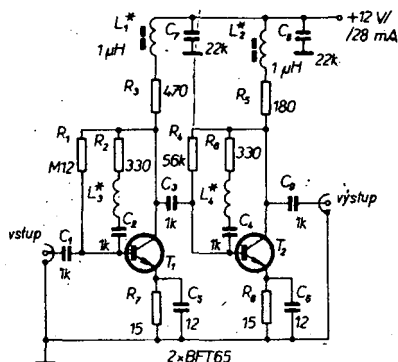 L₁*
1 μH
C₇
22k
L₂*
1 μH
C₈
22k
+12 V/
/28 mA
R₃
470
R₅
180
R₁
M12
R₂
330
L₃*
C₂
1k
R₄
56k
R₆
330
L₄*
C₄
1k
C₃
1k
C₉
1k
výstup
vstup
C₁
1k
T₁
T₂
R₇
15
C₅
12
R₈
15
C₆
12
2×BFT65